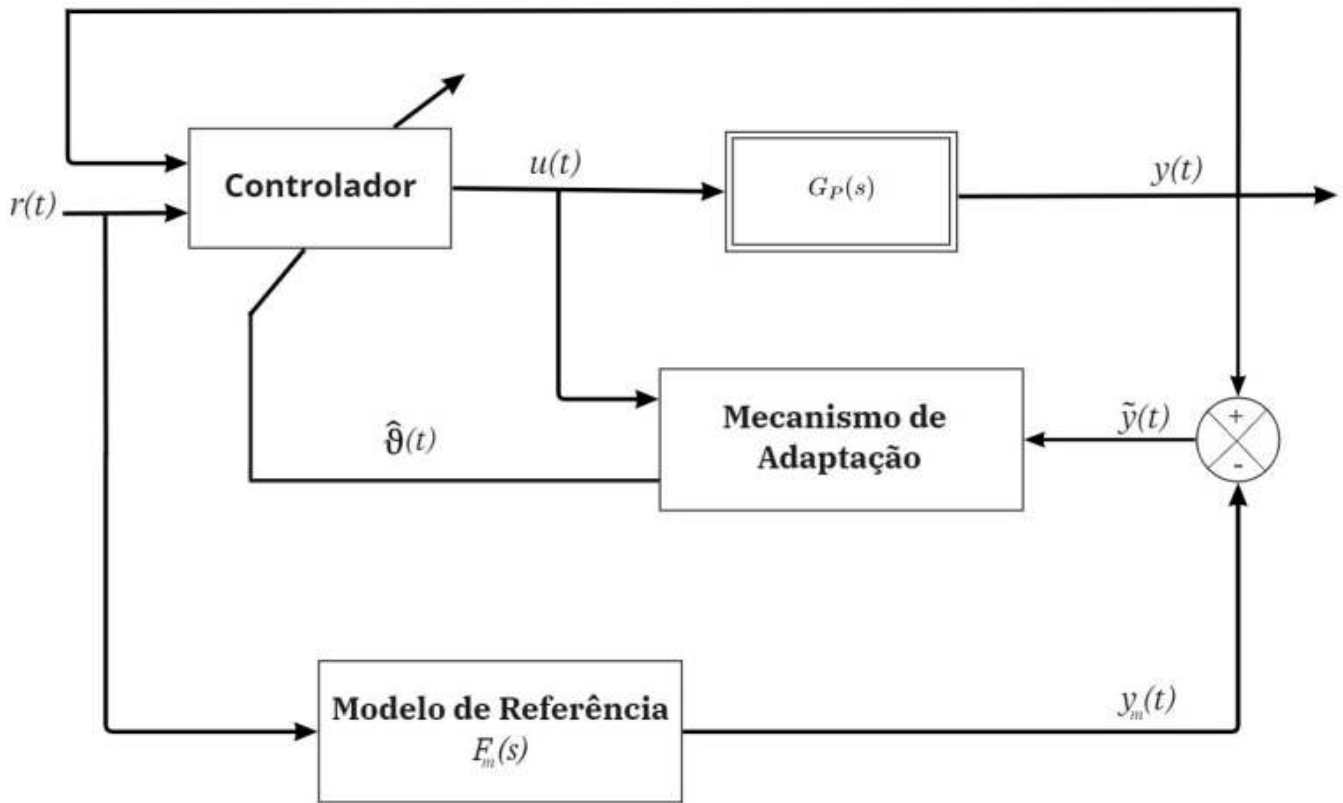 Controlador
u(t)
G_P(s)
y(t)
r(t)
Mecanismo de
Adaptação
ỹ(t)
+
-
ϑ̂(t)
Modelo de Referência
F_m(s)
y_m(t)